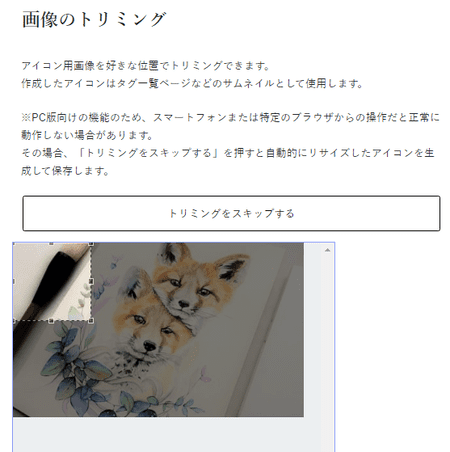 画像のトリミング
アイコン用画像を好きな位置でトリミングできます。
作成したアイコンはタグ一覧ページなどのサムネイルとして使用します。
※PC版向けの機能のため、スマートフォンまたは特定のブラウザからの操作だと正常に
動作しない場合があります。
その場合、「トリミングをスキップする」を押すと自動的にリサイズしたアイコンを生
成して保存します。
トリミングをスキップする